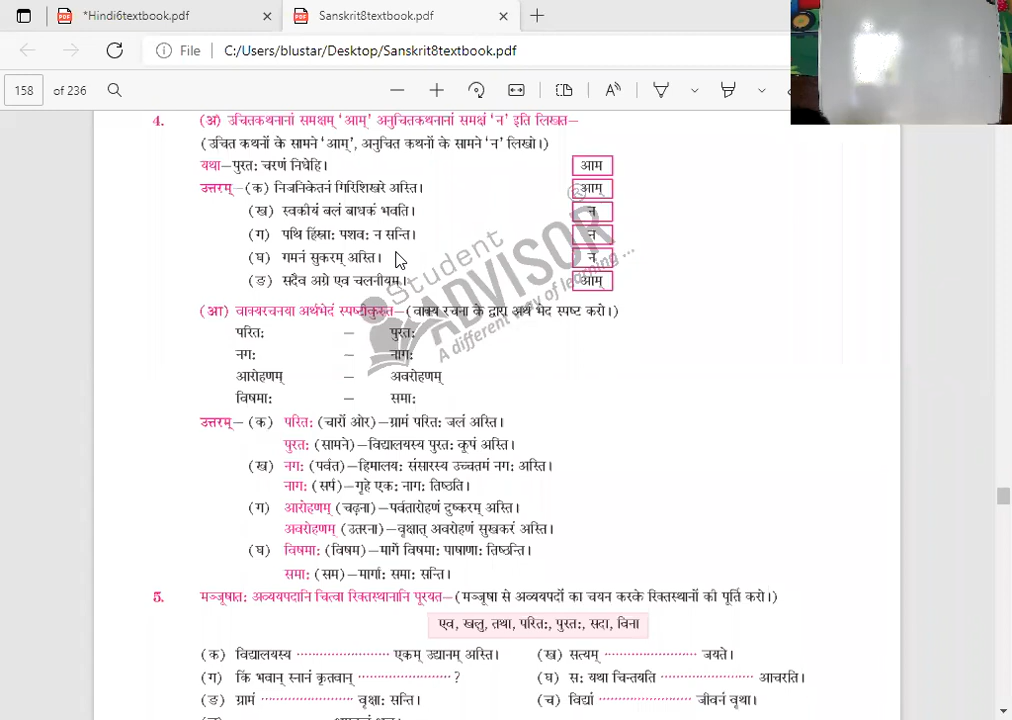 *Hindi6textbook.pdf
Sanskrit8textbook.pdf
File C:/Users/blustar/Desktop/Sanskrit8textbook.pdf
158 of 236
4. (अ) उचितकथनानां समक्षम् 'आम्' अनुचितकथनानां समक्षं 'न' इति लिखत–
(उचित कथनों के सामने 'आम्', अनुचित कथनों के सामने 'न' लिखो।)
यथा–पुरतः चरणं निधेहि। आम
उत्तरम्–(क) निजनिकेतनं गिरिशिखरे अस्ति। आम्
(ख) स्वकीयं बलं बाधकं भवति। न
(ग) पथि हिंस्राः पशवः न सन्ति। न
(घ) गमनं सुकरम् अस्ति। न
(ङ) सदैव अग्रे एव चलनीयम्। आम्
Student ADVISOR
A different way of learning ...
(आ) वाक्यरचनया अर्थभेदं स्पष्टीकुरुत–(वाक्य रचना के द्वारा अर्थ भेद स्पष्ट करो।)
परितः – पुरतः
नगः – नागः
आरोहणम् – अवरोहणम्
विषमाः – समाः
उत्तरम्–(क) परितः (चारों ओर)–ग्रामं परितः जलं अस्ति।
पुरतः (सामने)–विद्यालयस्य पुरतः कूपं अस्ति।
(ख) नगः (पर्वत)–हिमालयः संसारस्य उच्चतमं नगः अस्ति।
नागः (सर्प)–गृहे एकः नागः तिष्ठति।
(ग) आरोहणम् (चढ़ना)–पर्वतारोहणं दुष्करम् अस्ति।
अवरोहणम् (उतरना)–वृक्षात् अवरोहणं सुखकरं अस्ति।
(घ) विषमाः (विषम)–मार्गे विषमाः पाषाणाः तिष्ठन्ति।
समाः (सम)–मार्गाः समाः सन्ति।
5. मञ्जूषातः अव्ययपदानि चित्वा रिक्तस्थानानि पूरयत–(मञ्जूषा से अव्ययपदों का चयन करके रिक्तस्थानों की पूर्ति करो।)
एव, खलु, तथा, परितः, पुरतः, सदा, विना
(क) विद्यालयस्य ........................ एकम् उद्यानम् अस्ति। (ख) सत्यम् ........................ जयते।
(ग) किं भवान् स्नानं कृतवान् ........................ ? (घ) सः यथा चिन्तयति ........................ आचरति।
(ङ) ग्रामं ........................ वृक्षाः सन्ति। (च) विद्यां ........................ जीवनं वृथा।